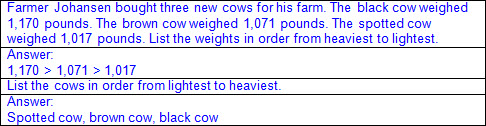 Farmer Johansen bought three new cows for his farm. The black cow weighed
1,170 pounds. The brown cow weighed 1,071 pounds. The spotted cow
weighed 1,017 pounds. List the weights in order from heaviest to lightest.
Answer:
1,170 > 1,071 > 1,017
List the cows in order from lightest to heaviest.
Answer:
Spotted cow, brown cow, black cow